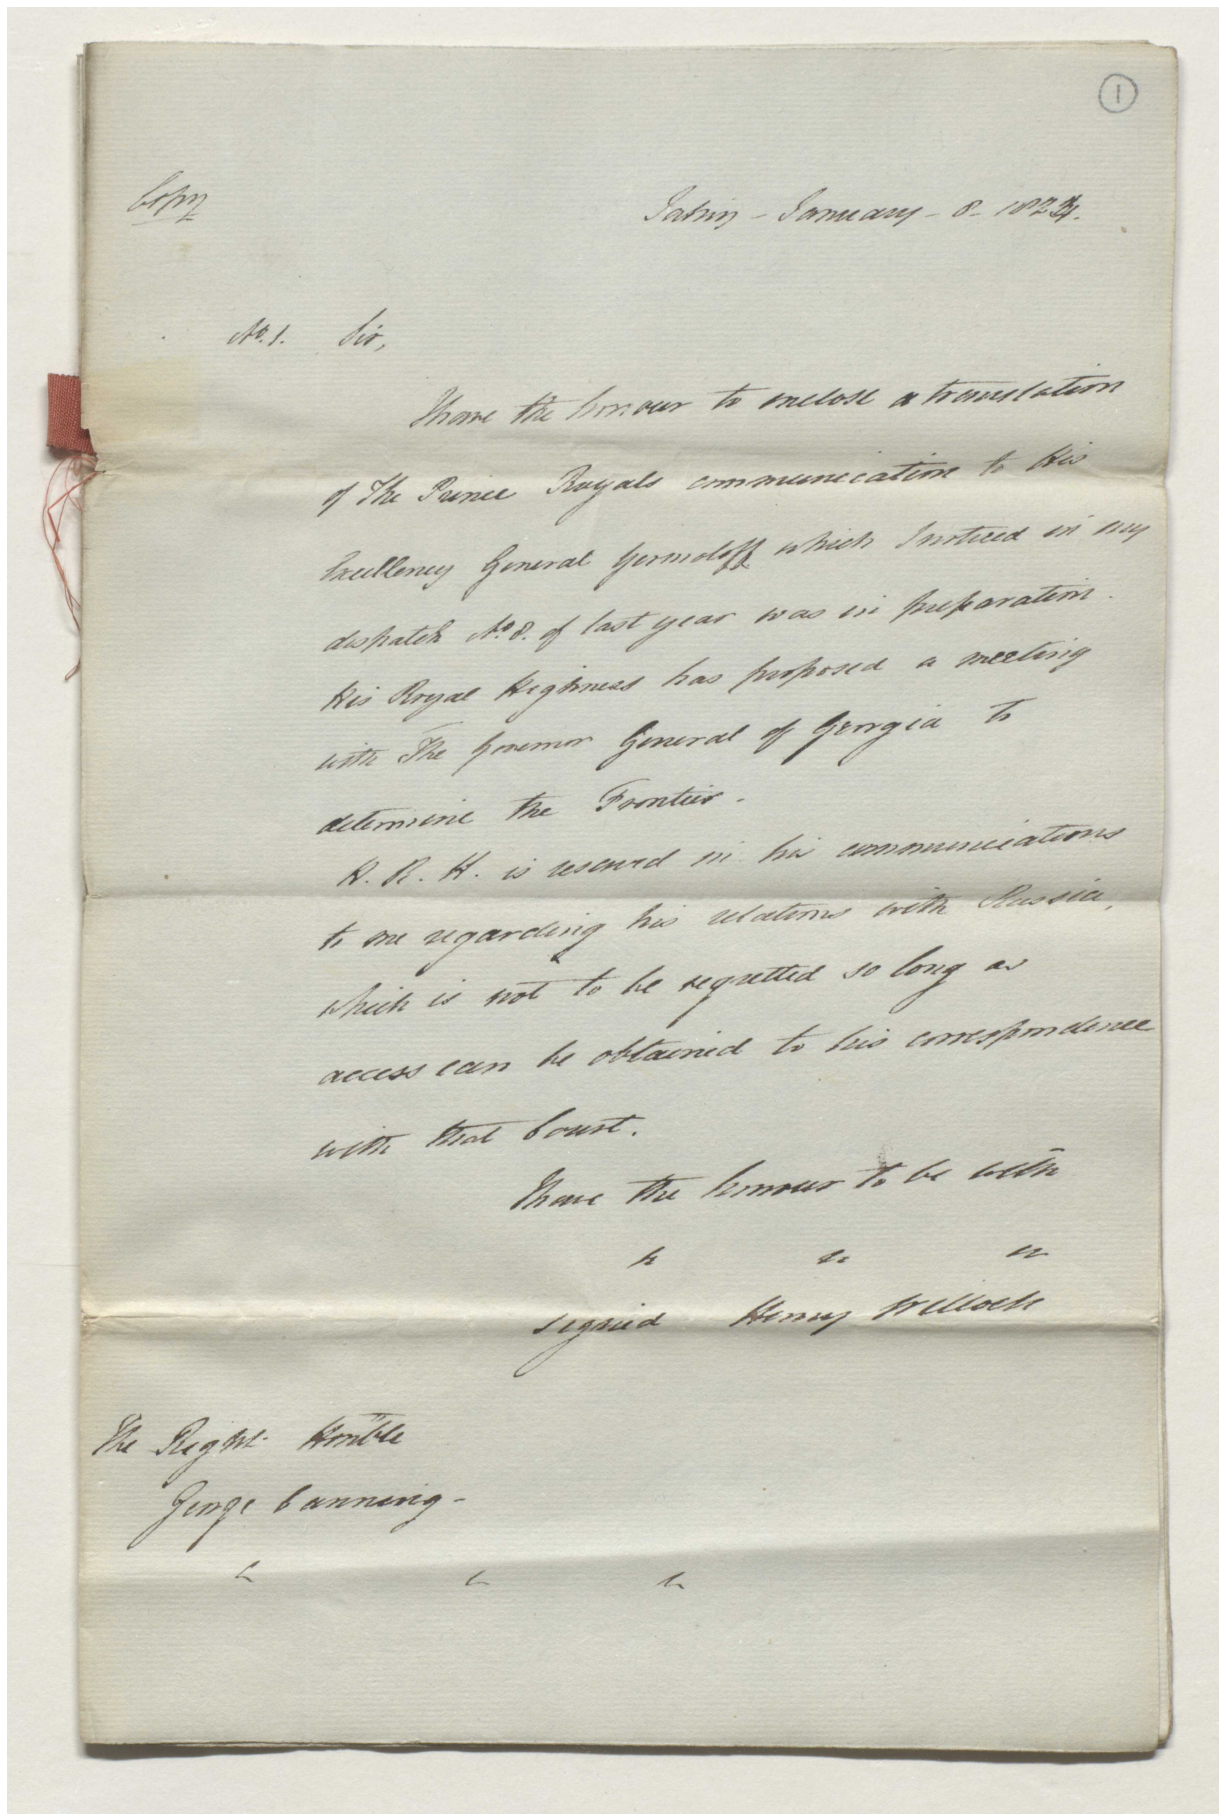 1
Copy
Tabriz - January - 8 - 1824.
No. 1. Sir,
I have the honour to enclose a translation
of The Prince Royals communication to His
Excellency General Yermoloff which I noticed in my
dispatch No. 8. of last year was in preparation.
His Royal Highness has proposed a meeting
with The Governor General of Georgia to
determine the Frontier.
H. R. H. is reserved in his communications
to me regarding his relations with Russia,
which is not to be regretted so long as
access can be obtained to his correspondence
with that Court.
I have the honour to be with
signed Henry Willock
The Right Honble
George Canning -